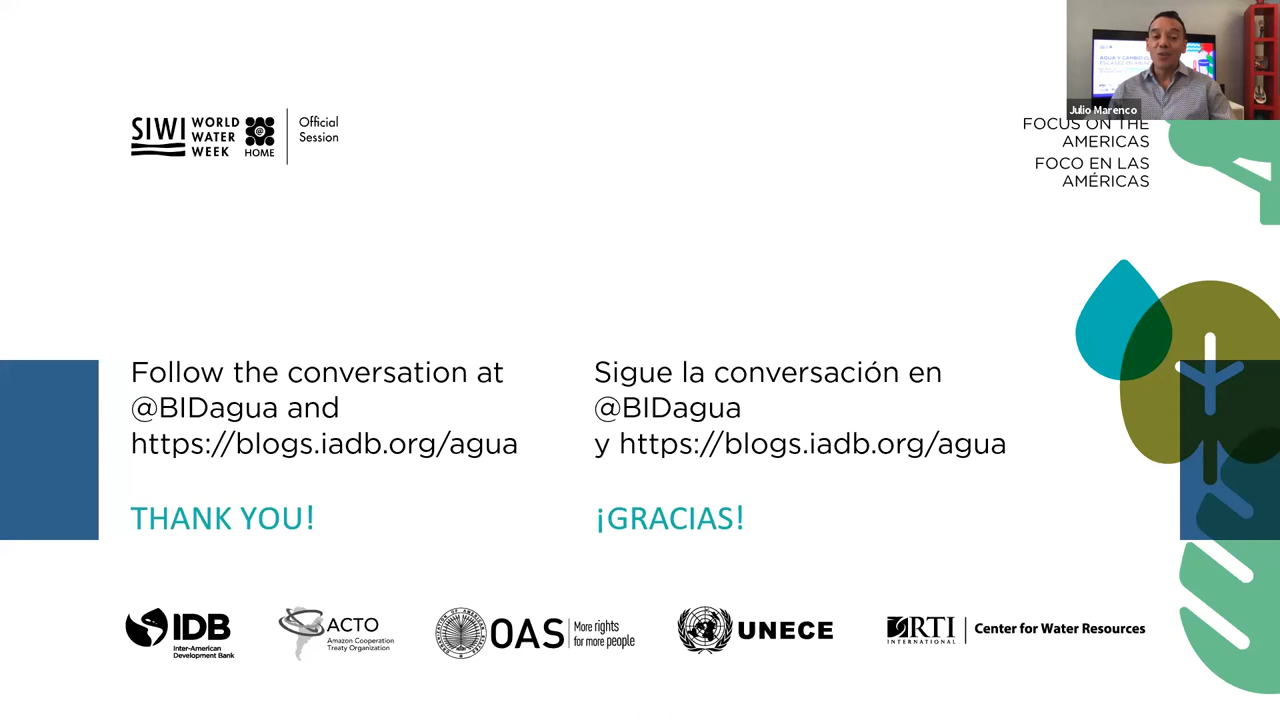 SIWI WORLD WATER WEEK @ HOME
Official
Session
Julio Marenco
AGUA Y CAMBIO
FOCUS ON THE
AMERICAS
FOCO EN LAS
AMÉRICAS
Follow the conversation at
@BIDagua and
https://blogs.iadb.org/agua
THANK YOU!
Sigue la conversación en
@BIDagua
y https://blogs.iadb.org/agua
¡GRACIAS!
IDB
Inter-American
Development Bank
ACTO
Amazon Cooperation
Treaty Organization
OAS
More rights
for more people
UNECE
RTI
INTERNATIONAL
Center for Water Resources